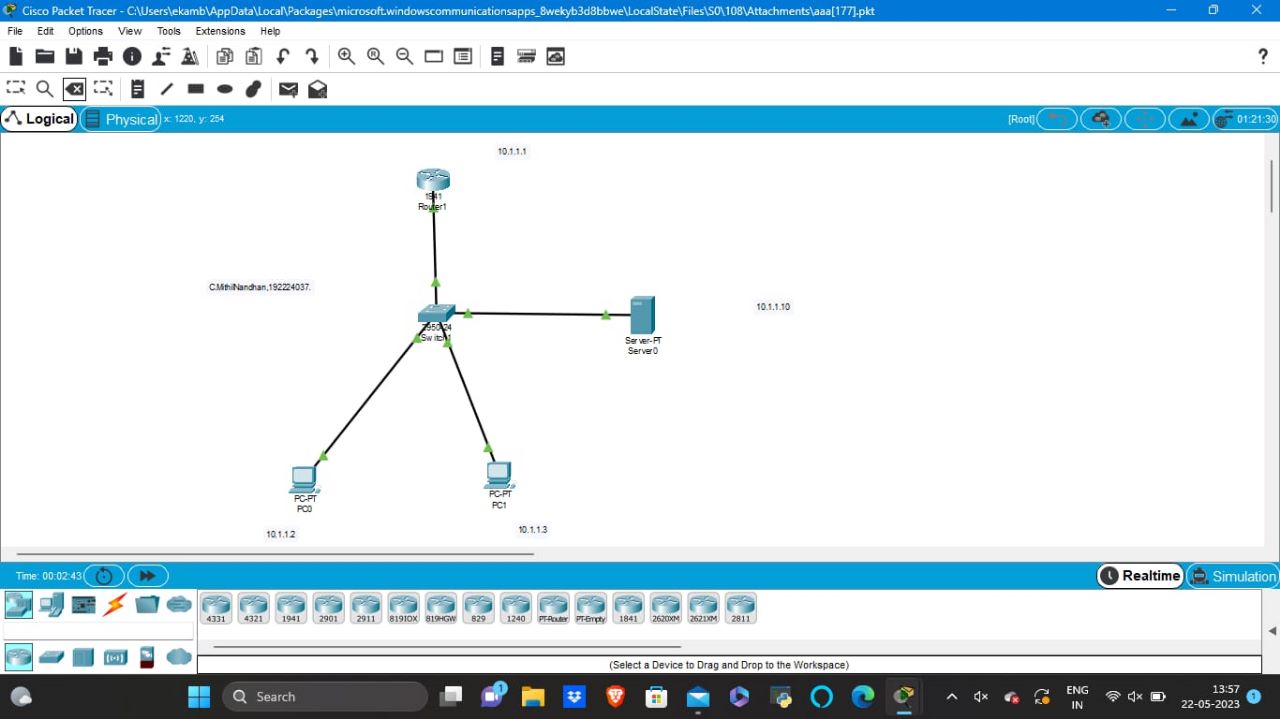 Cisco Packet Tracer - C:\Users\ekamb\AppData\Local\Packages\microsoft.windowscommunicationsapps_8wekyb3d8bbwe\LocalState\Files\S0\108\Attachments\aaa[177].pkt
File Edit Options View Tools Extensions Help
Logical Physical x: 1220, y: 254 [Root] 01:21:30
10.1.1.1
1941
Router1
C.MithilNandhan,192224037.
10.1.1.10
2950-24
Switch1
Server-PT
Server0
PC-PT
PC0
PC-PT
PC1
10.1.1.2
10.1.1.3
Time: 00:02:43 Realtime Simulation
4331 4321 1941 2901 2911 819IOX 819HGW 829 1240 PT-Router PT-Empty 1841 2620XM 2621XM 2811
(Select a Device to Drag and Drop to the Workspace)
Search
1
ENG
IN
13:57
22-05-2023
1